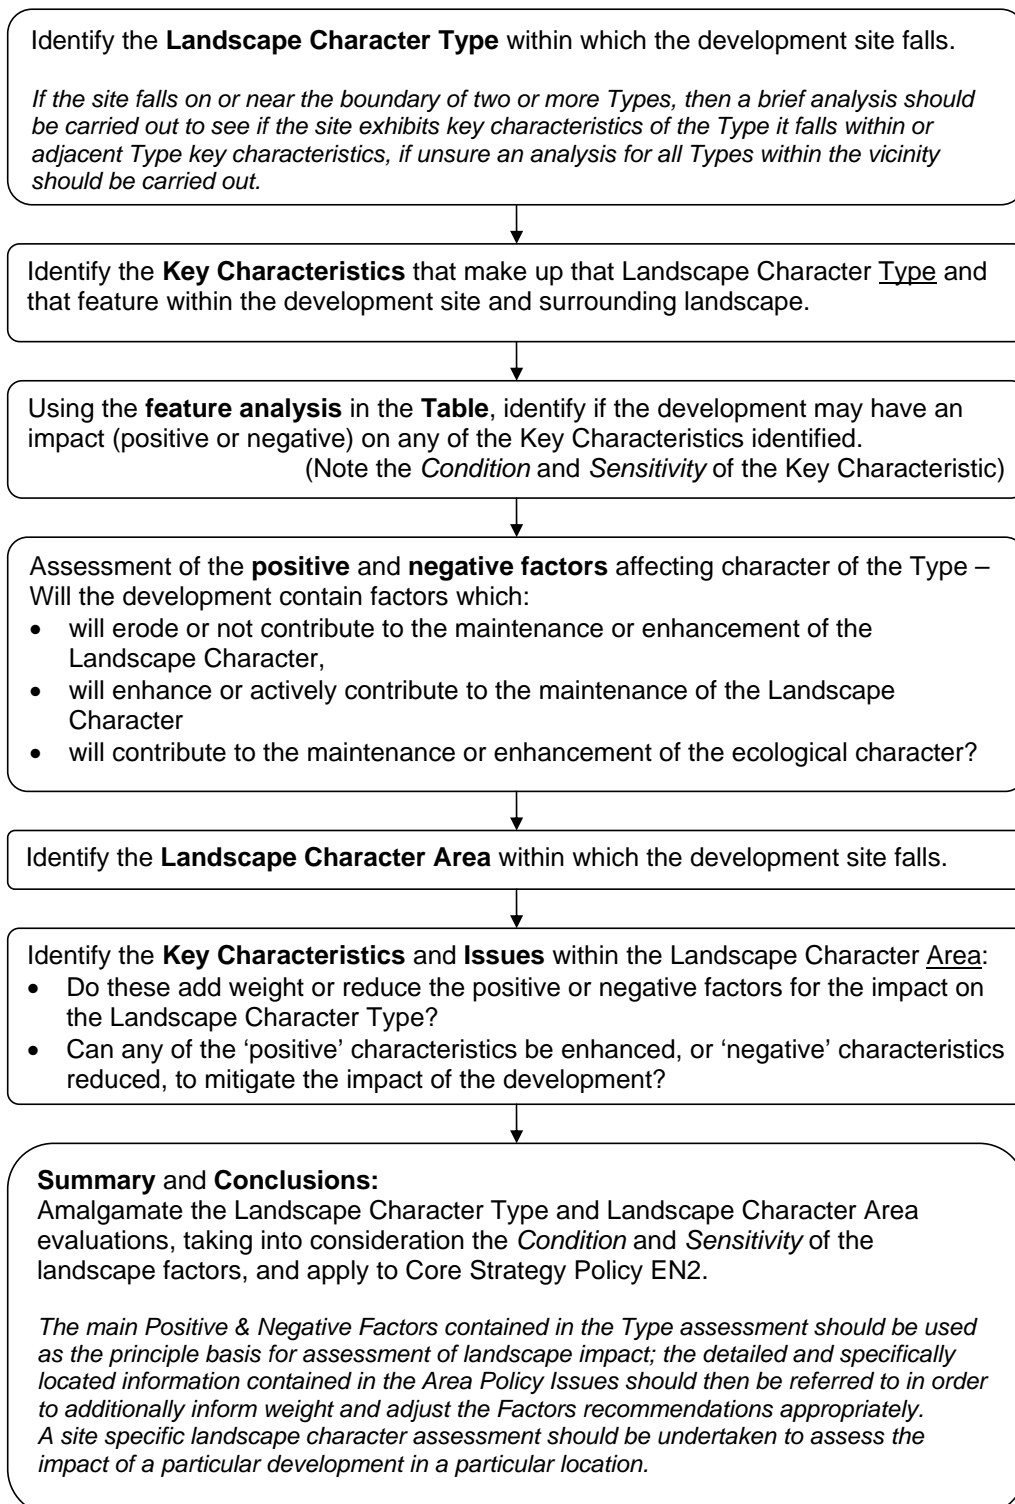 Identify the Landscape Character Type within which the development site falls.
If the site falls on or near the boundary of two or more Types, then a brief analysis should
be carried out to see if the site exhibits key characteristics of the Type it falls within or
adjacent Type key characteristics, if unsure an analysis for all Types within the vicinity
should be carried out.
Identify the Key Characteristics that make up that Landscape Character Type and
that feature within the development site and surrounding landscape.
Using the feature analysis in the Table, identify if the development may have an
impact (positive or negative) on any of the Key Characteristics identified.
(Note the Condition and Sensitivity of the Key Characteristic)
Assessment of the positive and negative factors affecting character of the Type –
Will the development contain factors which:
• will erode or not contribute to the maintenance or enhancement of the
Landscape Character,
• will enhance or actively contribute to the maintenance of the Landscape
Character
• will contribute to the maintenance or enhancement of the ecological character?
Identify the Landscape Character Area within which the development site falls.
Identify the Key Characteristics and Issues within the Landscape Character Area:
• Do these add weight or reduce the positive or negative factors for the impact on
the Landscape Character Type?
• Can any of the ‘positive’ characteristics be enhanced, or ‘negative’ characteristics
reduced, to mitigate the impact of the development?
Summary and Conclusions:
Amalgamate the Landscape Character Type and Landscape Character Area
evaluations, taking into consideration the Condition and Sensitivity of the
landscape factors, and apply to Core Strategy Policy EN2.
The main Positive & Negative Factors contained in the Type assessment should be used
as the principle basis for assessment of landscape impact; the detailed and specifically
located information contained in the Area Policy Issues should then be referred to in order
to additionally inform weight and adjust the Factors recommendations appropriately.
A site specific landscape character assessment should be undertaken to assess the
impact of a particular development in a particular location.